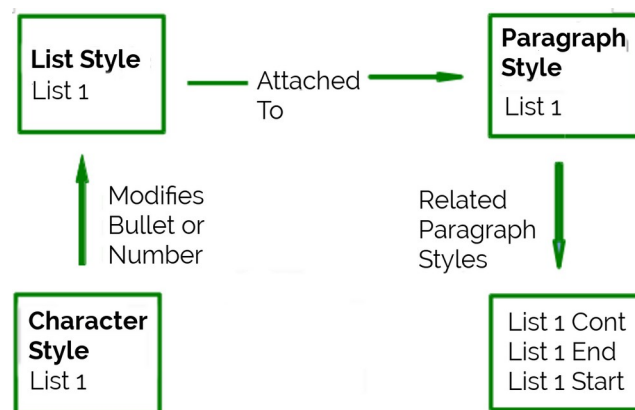 List Style
List 1
Attached
To
Paragraph
Style
List 1
Modifies
Bullet or
Number
Related
Paragraph
Styles
Character
Style
List 1
List 1 Cont
List 1 End
List 1 Start